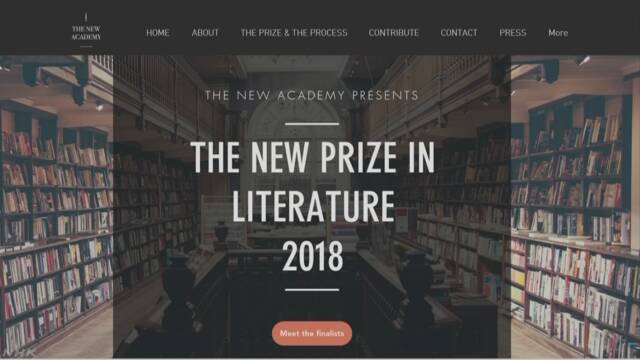 THE NEW
ACADEMY
HOME ABOUT THE PRIZE & THE PROCESS CONTRIBUTE CONTACT PRESS More
THE NEW ACADEMY PRESENTS
THE NEW PRIZE IN
LITERATURE
2018
Meet the finalists
NHK